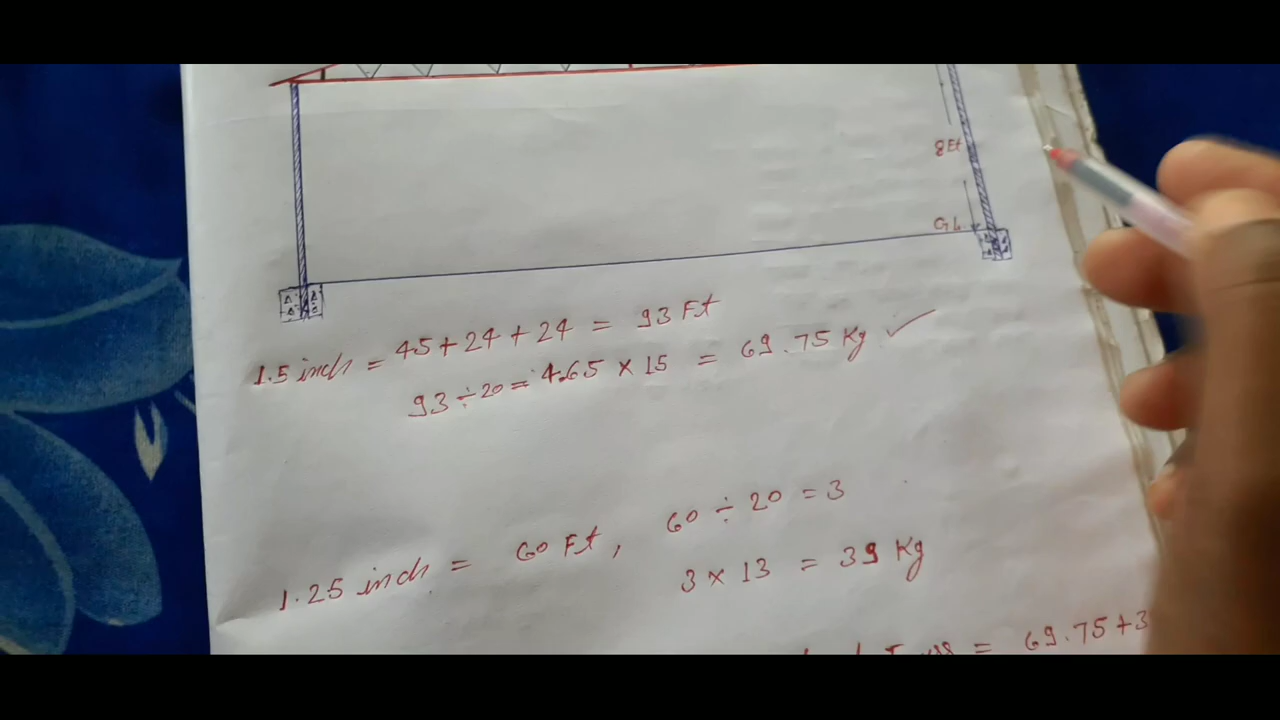 8Ft
GL
1.5 inch = 45+24+24 = 93 Ft
93÷20 = 4.65 × 15 = 69.75 Kg ✓
1.25 inch = 60 Ft, 60 ÷ 20 = 3
3 × 13 = 39 Kg
= 69.75+3